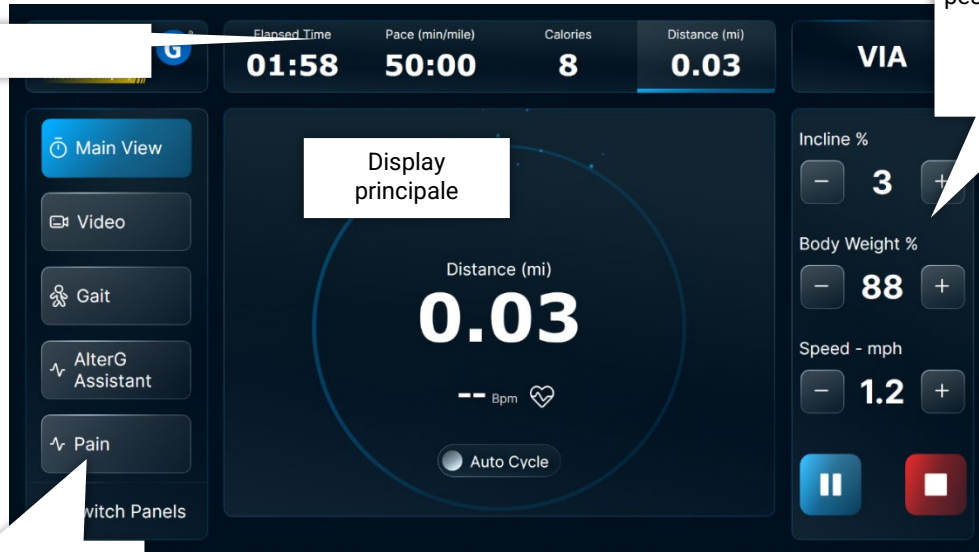 G
Elapsed Time
01:58
Pace (min/mile)
50:00
Calories
8
Distance (mi)
0.03
VIA
Main View
Video
Gait
AlterG
Assistant
Pain
Switch Panels
Display
principale
Distance (mi)
0.03
-- Bpm
Auto Cycle
Incline %
− 3 +
Body Weight %
− 88 +
Speed - mph
− 1.2 +